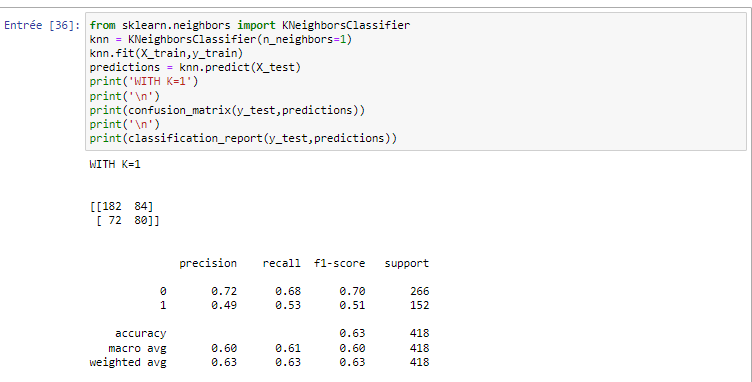 Entrée [36]: from sklearn.neighbors import KNeighborsClassifier
knn = KNeighborsClassifier(n_neighbors=1)
knn.fit(X_train,y_train)
predictions = knn.predict(X_test)
print('WITH K=1')
print('\n')
print(confusion_matrix(y_test,predictions))
print('\n')
print(classification_report(y_test,predictions))
WITH K=1
[[182 84]
[ 72 80]]
precision recall f1-score support
0 0.72 0.68 0.70 266
1 0.49 0.53 0.51 152
accuracy 0.63 418
macro avg 0.60 0.61 0.60 418
weighted avg 0.63 0.63 0.63 418